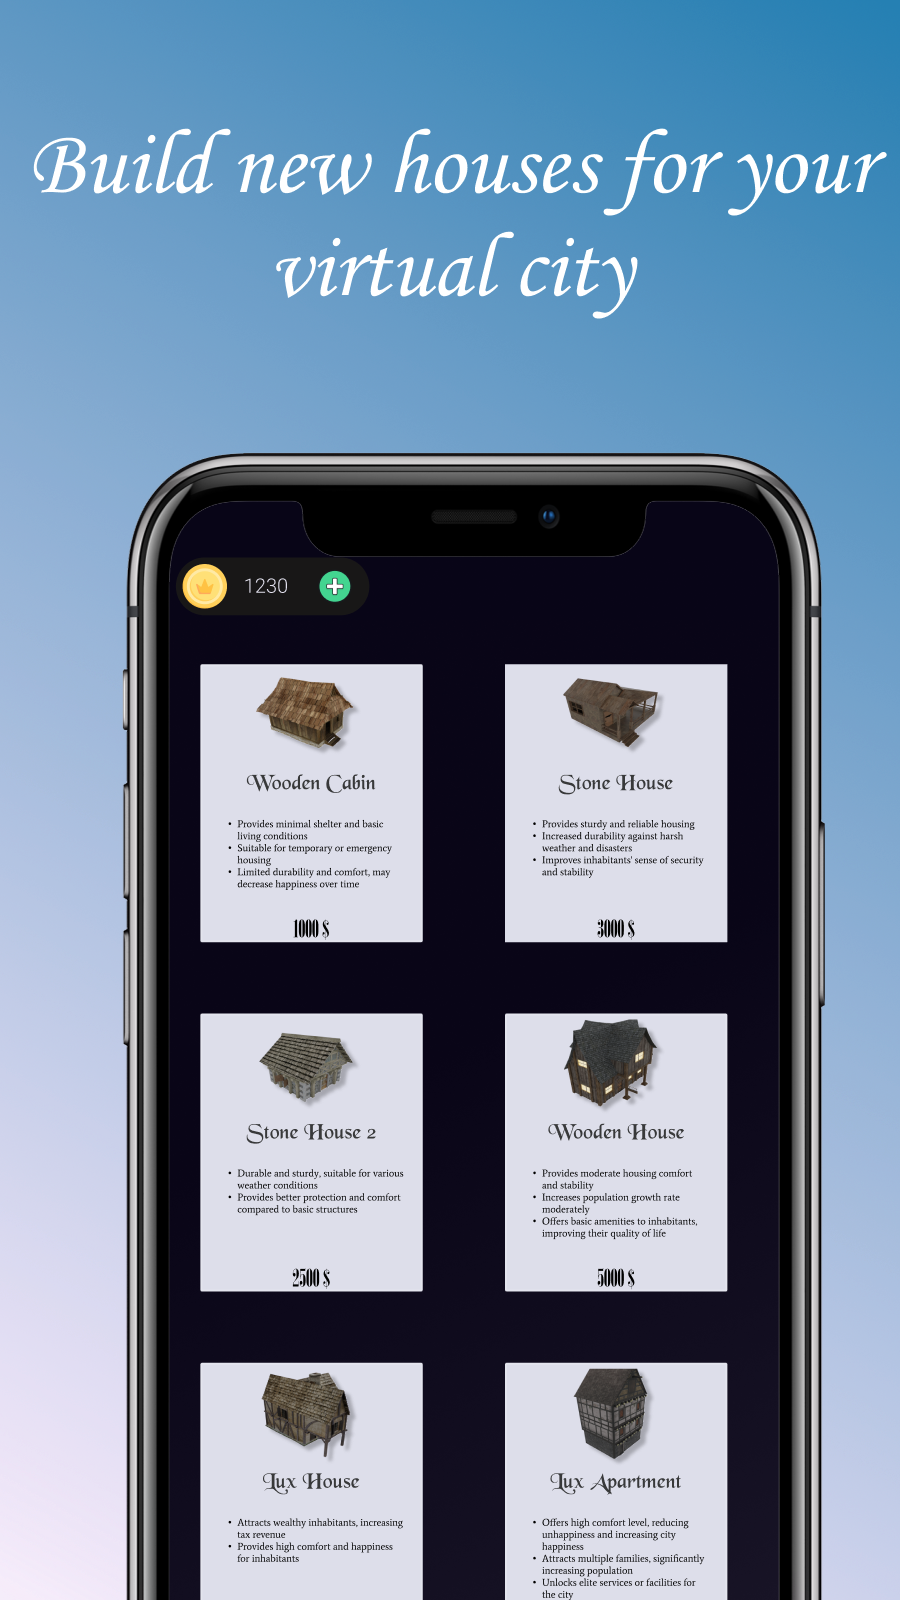 Build new houses for your
virtual city
1230
Wooden Cabin
• Provides minimal shelter and basic
living conditions
• Suitable for temporary or emergency
housing
• Limited durability and comfort, may
decrease happiness over time
1000 $
Stone House
• Provides sturdy and reliable housing
• Increased durability against harsh
weather and disasters
• Improves inhabitants' sense of security
and stability
3000 $
Stone House 2
• Durable and sturdy, suitable for various
weather conditions
• Provides better protection and comfort
compared to basic structures
2500 $
Wooden House
• Provides moderate housing comfort
and stability
• Increases population growth rate
moderately
• Offers basic amenities to inhabitants,
improving their quality of life
5000 $
Lux House
• Attracts wealthy inhabitants, increasing
tax revenue
• Provides high comfort and happiness
for inhabitants
Lux Apartment
• Offers high comfort level, reducing
unhappiness and increasing city
happiness
• Attracts multiple families, significantly
increasing population
• Unlocks elite services or facilities for
the city